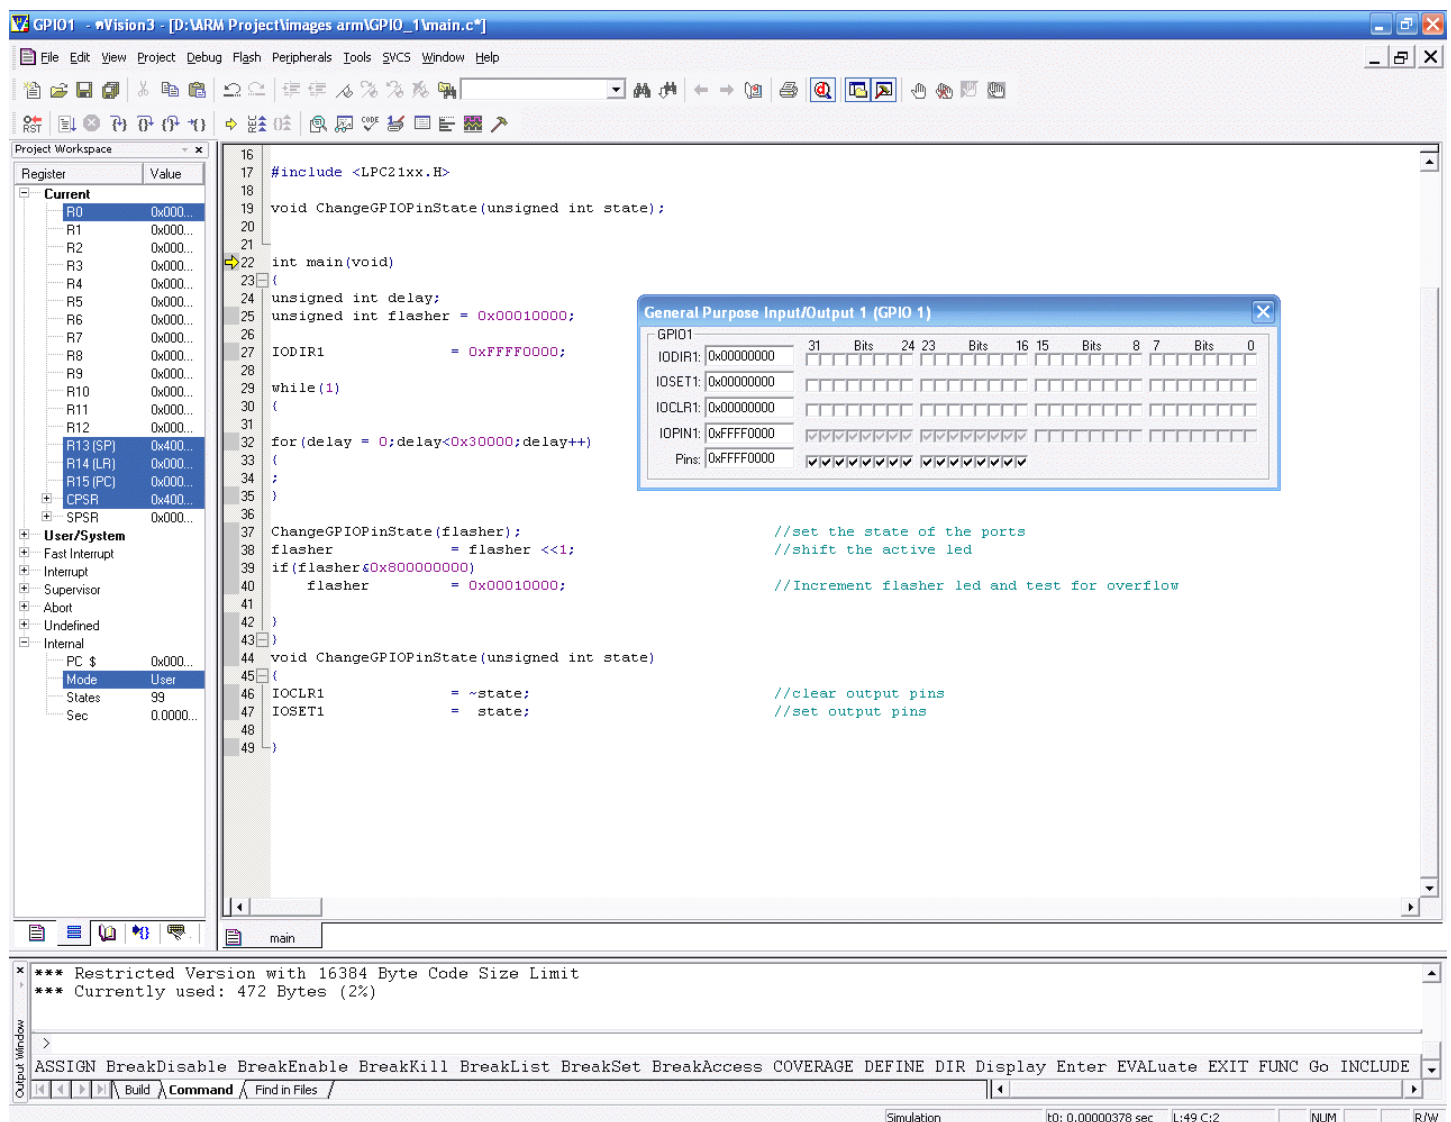 GPIO1 - µVision3 - [D:\ARM Project\images arm\GPIO_1\main.c*]
File Edit View Project Debug Flash Peripherals Tools SVCS Window Help
RST
CODE
Project Workspace
Register Value
Current
R0 0x000...
R1 0x000...
R2 0x000...
R3 0x000...
R4 0x000...
R5 0x000...
R6 0x000...
R7 0x000...
R8 0x000...
R9 0x000...
R10 0x000...
R11 0x000...
R12 0x000...
R13 (SP) 0x400...
R14 (LR) 0x000...
R15 (PC) 0x000...
CPSR 0x400...
SPSR 0x000...
User/System
Fast Interrupt
Interrupt
Supervisor
Abort
Undefined
Internal
PC $ 0x000...
Mode User
States 99
Sec 0.0000...
16
17 #include <LPC21xx.H>
18
19 void ChangeGPIOPinState(unsigned int state);
20
21
22 int main(void)
23 {
24 unsigned int delay;
25 unsigned int flasher = 0x00010000;
26
27 IODIR1 = 0xFFFF0000;
28
29 while(1)
30 {
31
32 for(delay = 0;delay<0x30000;delay++)
33 {
34 ;
35 }
36
37 ChangeGPIOPinState(flasher); //set the state of the ports
38 flasher = flasher <<1; //shift the active led
39 if(flasher&0x800000000)
40 flasher = 0x00010000; //Increment flasher led and test for overflow
41
42 }
43 }
44 void ChangeGPIOPinState(unsigned int state)
45 {
46 IOCLR1 = ~state; //clear output pins
47 IOSET1 = state; //set output pins
48
49 }
General Purpose Input/Output 1 (GPIO 1)
GPIO1
31 Bits 24 23 Bits 16 15 Bits 8 7 Bits 0
IODIR1: 0x00000000
IOSET1: 0x00000000
IOCLR1: 0x00000000
IOPIN1: 0xFFFF0000
Pins: 0xFFFF0000
main
Output Window
*** Restricted Version with 16384 Byte Code Size Limit
*** Currently used: 472 Bytes (2%)
>
ASSIGN BreakDisable BreakEnable BreakKill BreakList BreakSet BreakAccess COVERAGE DEFINE DIR Display Enter EVALuate EXIT FUNC Go INCLUDE
Build Command Find in Files
Simulation t0: 0.00000378 sec L:49 C:2 NUM R/W